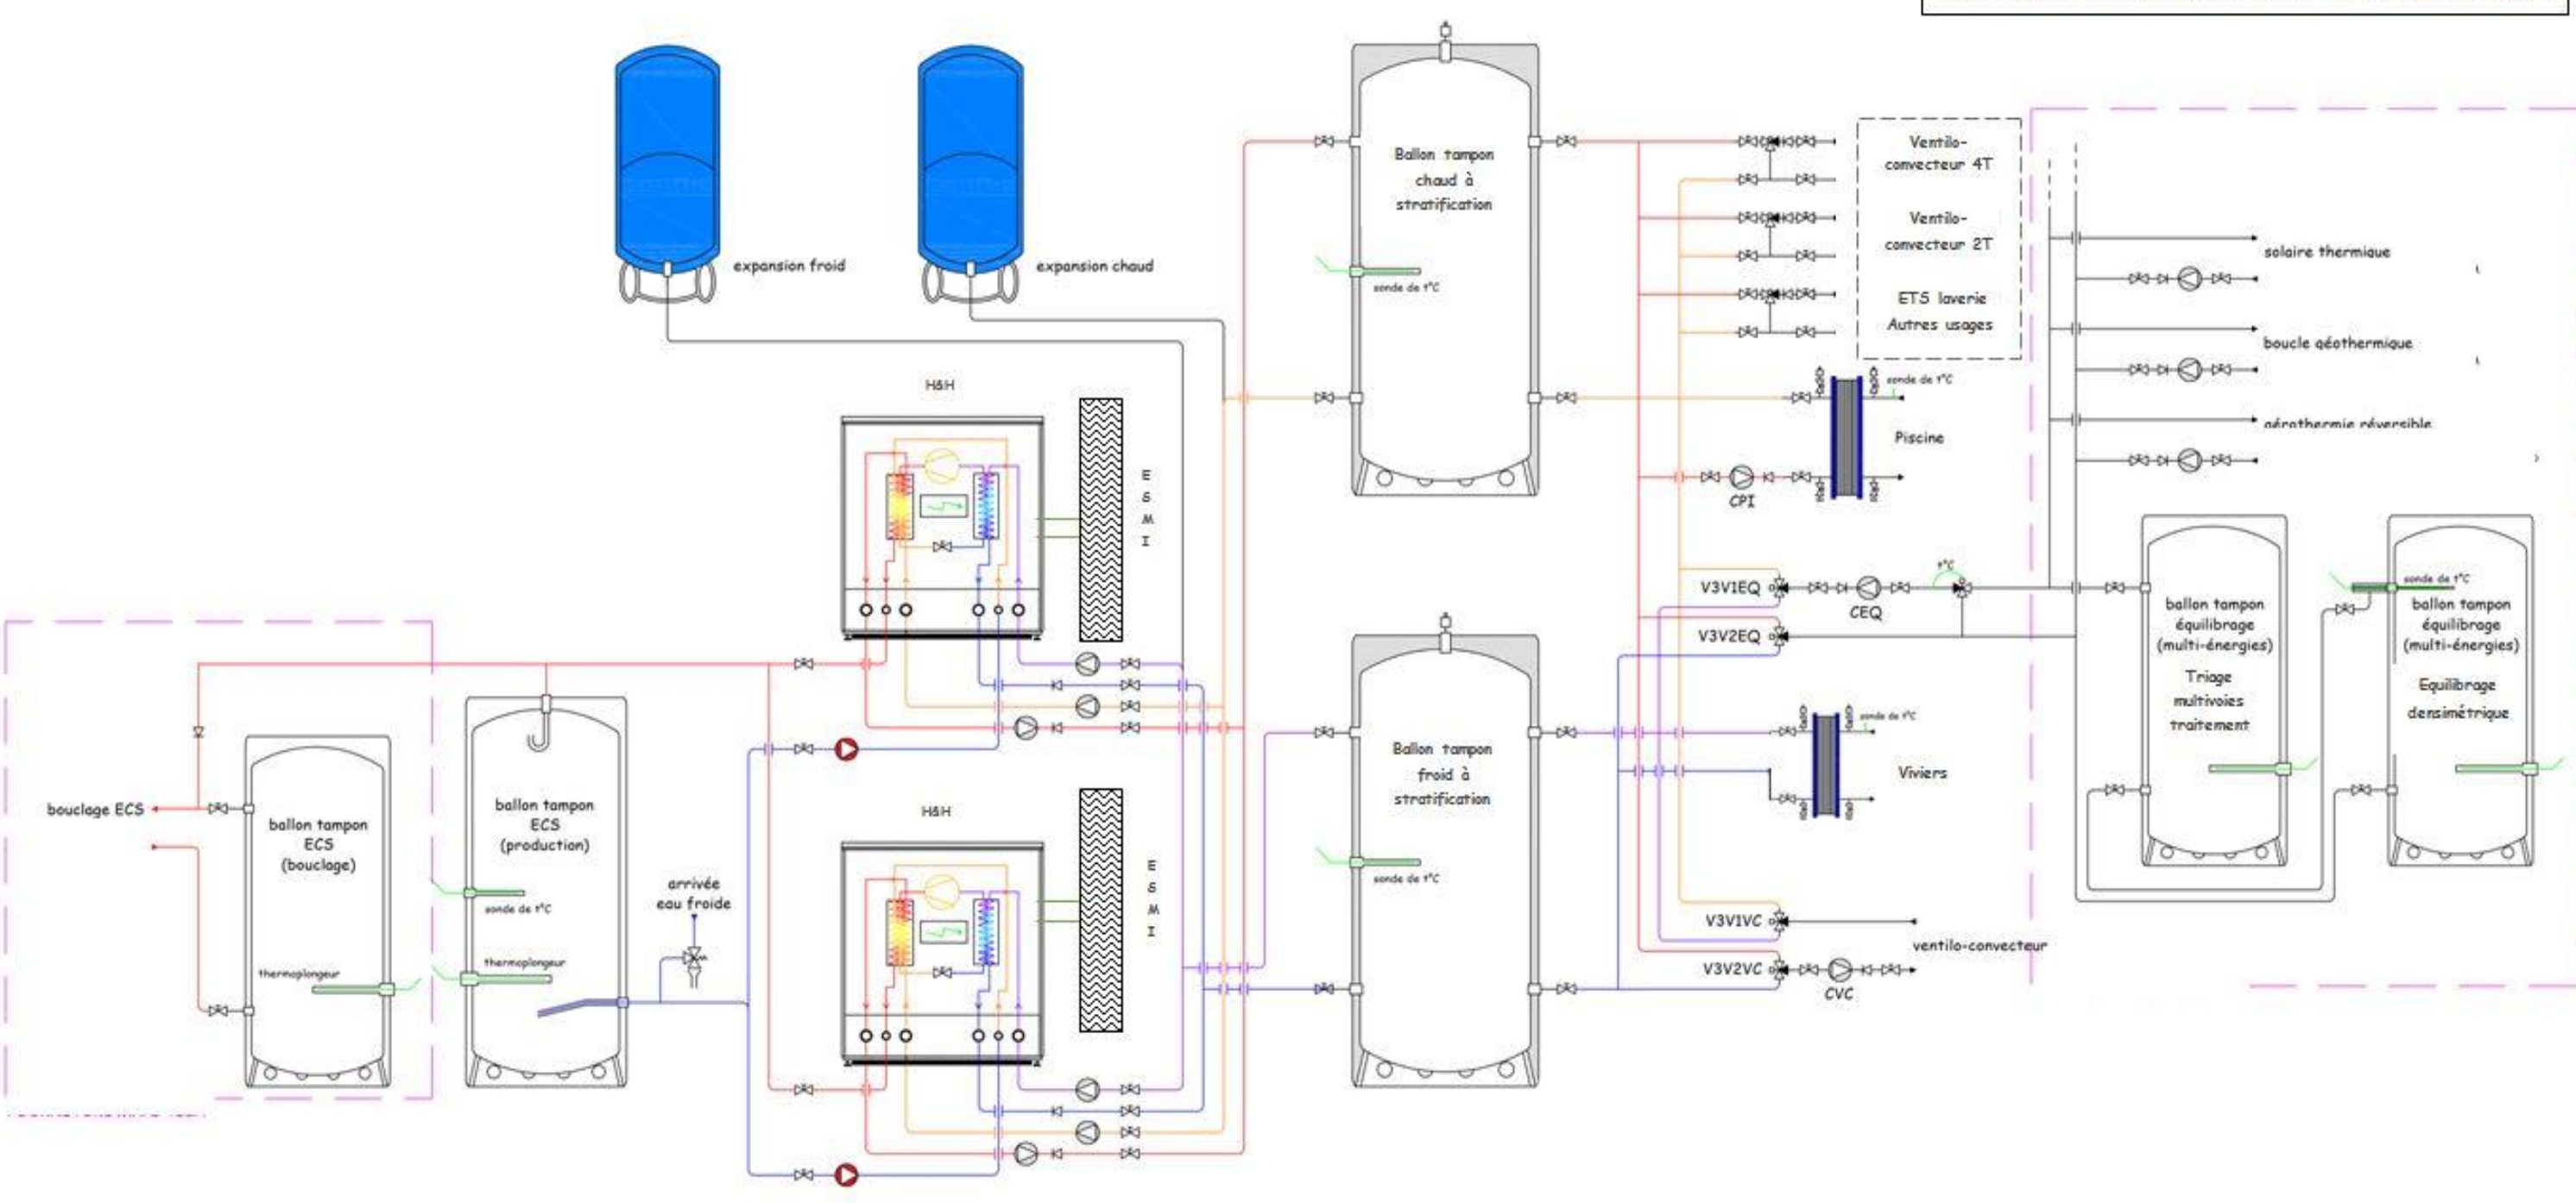 expansion froid
expansion chaud
Ballon tampon
chaud à
stratification
sonde de t°C
Ventilo-
convecteur 4T
Ventilo-
convecteur 2T
ETS laverie
Autres usages
sonde de t°C
Piscine
CPI
solaire thermique
boucle géothermique
aérothermie réversible
H&H
E
S
M
I
V3V1EQ
CEQ
t°C
V3V2EQ
ballon tampon
équilibrage
(multi-énergies)
Triage
multivoies
traitement
sonde de t°C
ballon tampon
équilibrage
(multi-énergies)
Equilibrage
densimétrique
bouclage ECS
ballon tampon
ECS
(bouclage)
thermoplongeur
ballon tampon
ECS
(production)
sonde de t°C
thermoplongeur
arrivée
eau froide
H&H
E
S
M
I
Ballon tampon
froid à
stratification
sonde de t°C
sonde de t°C
Viviers
V3V1VC
ventilo-convecteur
V3V2VC
CVC